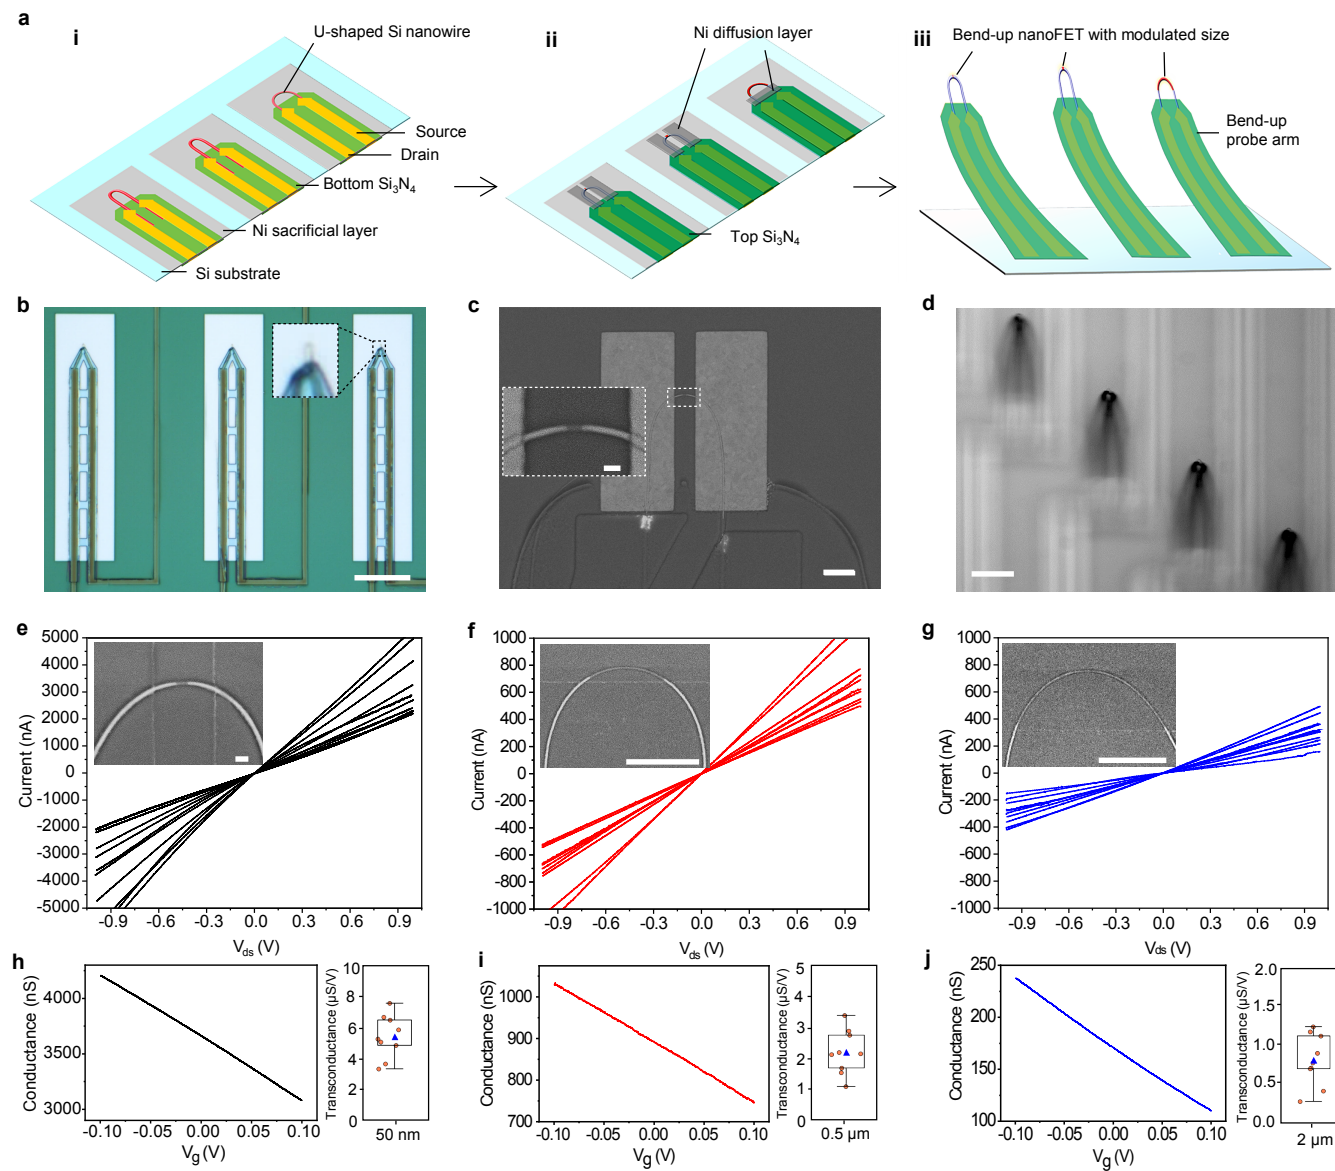 a
i
U-shaped Si nanowire
Source
Drain
Bottom Si₃N₄
Ni sacrificial layer
Si substrate
ii
Ni diffusion layer
Top Si₃N₄
iii
Bend-up nanoFET with modulated size
Bend-up
probe arm
b
c
d
e
5000
4000
3000
2000
1000
0
-1000
-2000
-3000
-4000
-5000
Current (nA)
-0.9 -0.6 -0.3 0.0 0.3 0.6 0.9
Vds (V)
f
1000
800
600
400
200
0
-200
-400
-600
-800
-1000
Current (nA)
-0.9 -0.6 -0.3 0.0 0.3 0.6 0.9
Vds (V)
g
1000
800
600
400
200
0
-200
-400
-600
-800
-1000
Current (nA)
-0.9 -0.6 -0.3 0.0 0.3 0.6 0.9
Vds (V)
h
4000
3500
3000
Conductance (nS)
-0.10 -0.05 0.00 0.05 0.10
Vg (V)
Transconductance (µS/V)
10
8
6
4
2
0
50 nm
i
1000
900
800
700
Conductance (nS)
-0.10 -0.05 0.00 0.05 0.10
Vg (V)
Transconductance (µS/V)
5
4
3
2
1
0
0.5 µm
j
250
200
150
100
Conductance (nS)
-0.10 -0.05 0.00 0.05 0.10
Vg (V)
Transconductance (µS/V)
2.0
1.5
1.0
0.5
0.0
2 µm